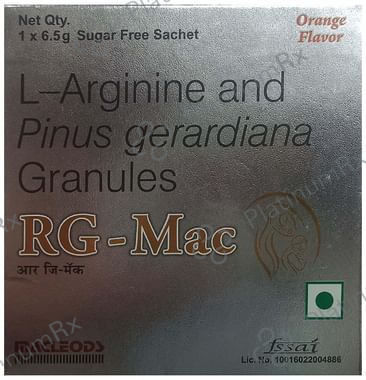 Net Qty.
1 x 6.5g Sugar Free Sachet
Orange
Flavor
L–Arginine and
Pinus gerardiana
Granules
RG - Mac
आर जि-मॅक
MACLEODS
fssai
Lic. No. 10016022004886
PlatinumRx